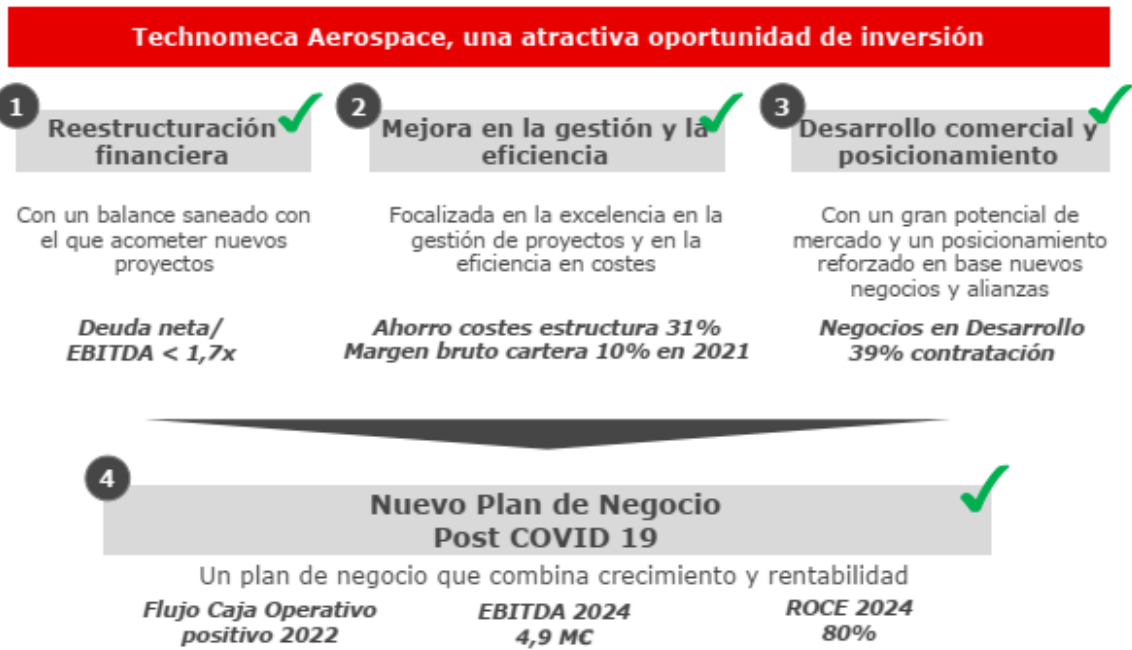 Technomeca Aerospace, una atractiva oportunidad de inversión
1
Reestructuración
financiera
Con un balance saneado con
el que acometer nuevos
proyectos
Deuda neta/
EBITDA < 1,7x
2
Mejora en la gestión y la
eficiencia
Focalizada en la excelencia en la
gestión de proyectos y en la
eficiencia en costes
Ahorro costes estructura 31%
Margen bruto cartera 10% en 2021
3
Desarrollo comercial y
posicionamiento
Con un gran potencial de
mercado y un posicionamiento
reforzado en base nuevos
negocios y alianzas
Negocios en Desarrollo
39% contratación
4
Nuevo Plan de Negocio
Post COVID 19
Un plan de negocio que combina crecimiento y rentabilidad
Flujo Caja Operativo
positivo 2022
EBITDA 2024
4,9 M€
ROCE 2024
80%